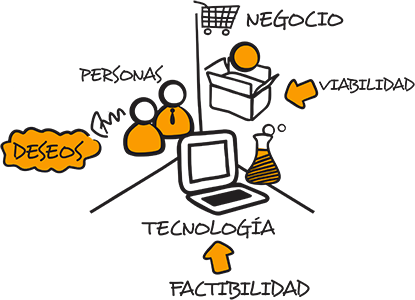 NEGOCIO
PERSONAS
VIABILIDAD
DESEOS
TECNOLOGÍA
FACTIBILIDAD